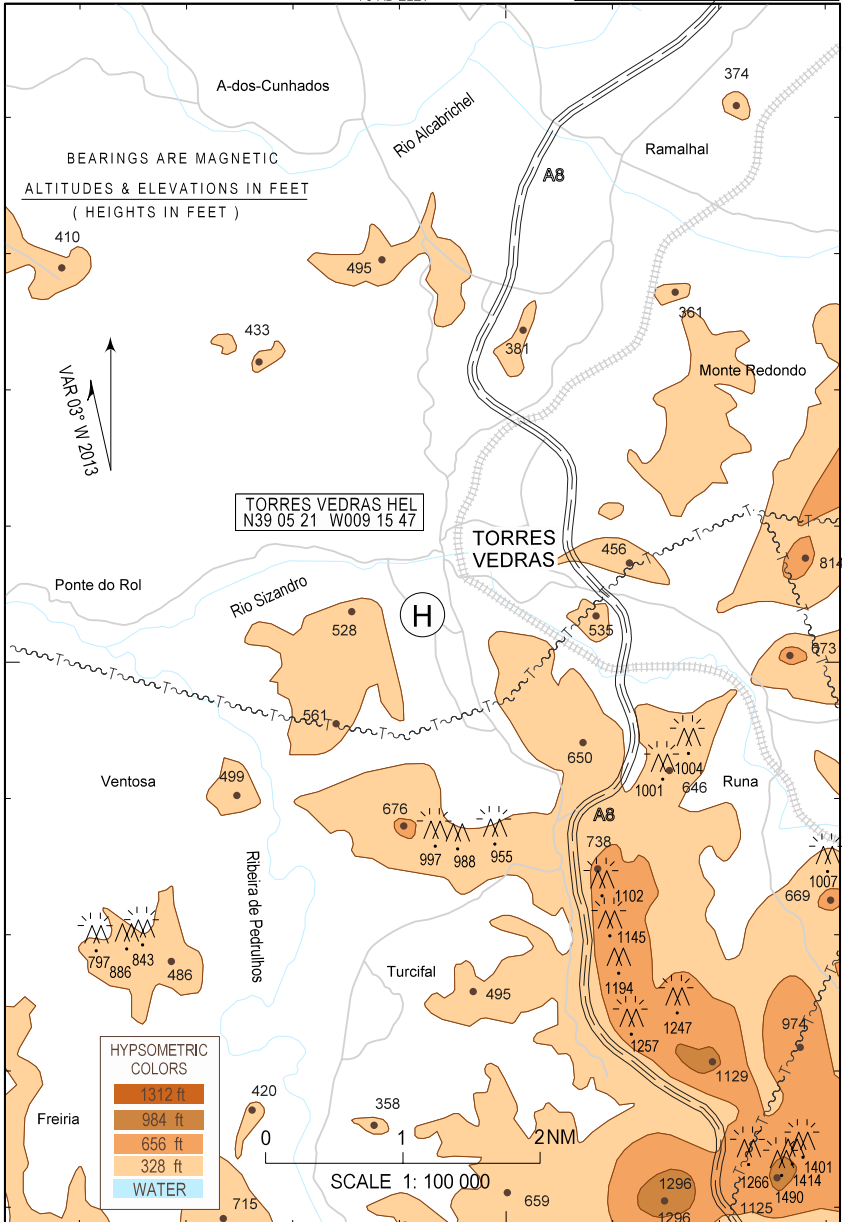 374
A-dos-Cunhados
Rio Alcabrichel
Ramalhal
BEARINGS ARE MAGNETIC
ALTITUDES & ELEVATIONS IN FEET
( HEIGHTS IN FEET )
A8
410
495
361
433
381
Monte Redondo
VAR 03° W 2013
TORRES VEDRAS HEL
N39 05 21 W009 15 47
TORRES
VEDRAS
456
814
Ponte do Rol
Rio Sizandro
H
528
535
673
T
561
650
1004
1001
646
Runa
Ventosa
499
676
A8
738
997
988
955
1007
669
Ribeira de Pedrulhos
1102
1145
797
886
843
486
Turcifal
1194
495
1247
1257
974
HYPSOMETRIC
COLORS
1312 ft
984 ft
656 ft
328 ft
WATER
1129
420
358
Freiria
0
1
2NM
SCALE 1: 100 000
1401
1414
1266
1490
1296
1125
715
659
1296